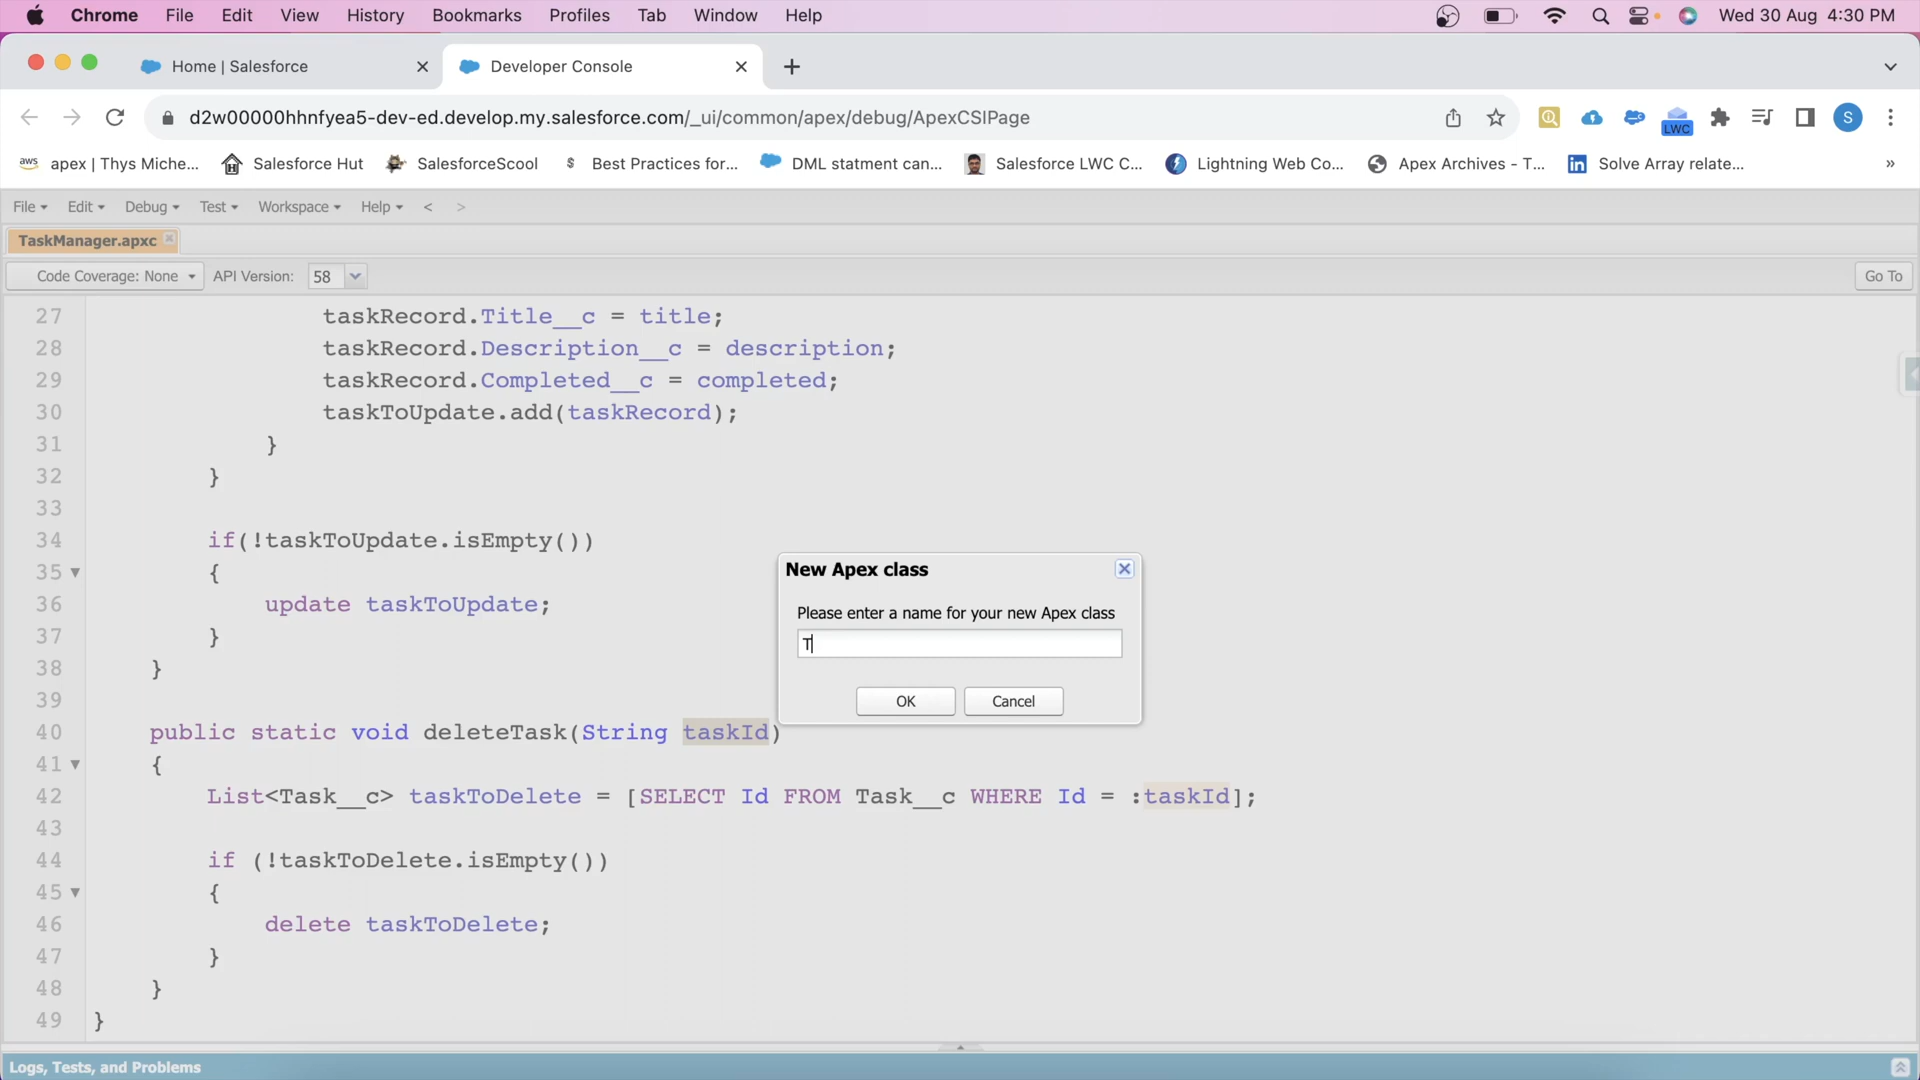 Chrome File Edit View History Bookmarks Profiles Tab Window Help Wed 30 Aug 4:30 PM
Home | Salesforce Developer Console
d2w00000hhnfyea5-dev-ed.develop.my.salesforce.com/_ui/common/apex/debug/ApexCSIPage LWC S
aws apex | Thys Miche... Salesforce Hut SalesforceScool $ Best Practices for... DML statment can... Salesforce LWC C... Lightning Web Co... Apex Archives - T... in Solve Array relate... »
File Edit Debug Test Workspace Help < >
TaskManager.apxc
Code Coverage: None API Version: 58 Go To
27 taskRecord.Title__c = title;
28 taskRecord.Description__c = description;
29 taskRecord.Completed__c = completed;
30 taskToUpdate.add(taskRecord);
31 }
32 }
33
34 if(!taskToUpdate.isEmpty())
35 {
36 update taskToUpdate;
37 }
38 }
39
40 public static void deleteTask(String taskId)
41 {
42 List<Task__c> taskToDelete = [SELECT Id FROM Task__c WHERE Id = :taskId];
43
44 if (!taskToDelete.isEmpty())
45 {
46 delete taskToDelete;
47 }
48 }
49 }
New Apex class
Please enter a name for your new Apex class
T
OK Cancel
Logs, Tests, and Problems